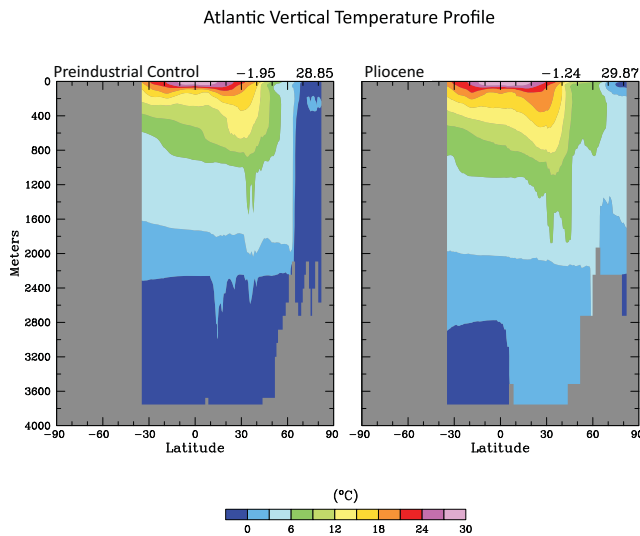 Atlantic Vertical Temperature Profile
Preindustrial Control −1.95 28.85
Pliocene −1.24 29.87
0
400
800
1200
1600
2000
2400
2800
3200
3600
4000
Meters
−90 −60 −30 0 30 60 90
−90 −60 −30 0 30 60 90
Latitude
Latitude
(°C)
0 6 12 18 24 30